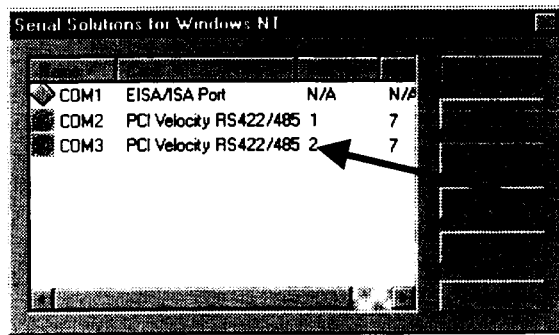 Serial Solutions for Windows NT
COM1 EISA/ISA Port N/A N/A
COM2 PCI Velocity RS422/485 1 7
COM3 PCI Velocity RS422/485 2 7